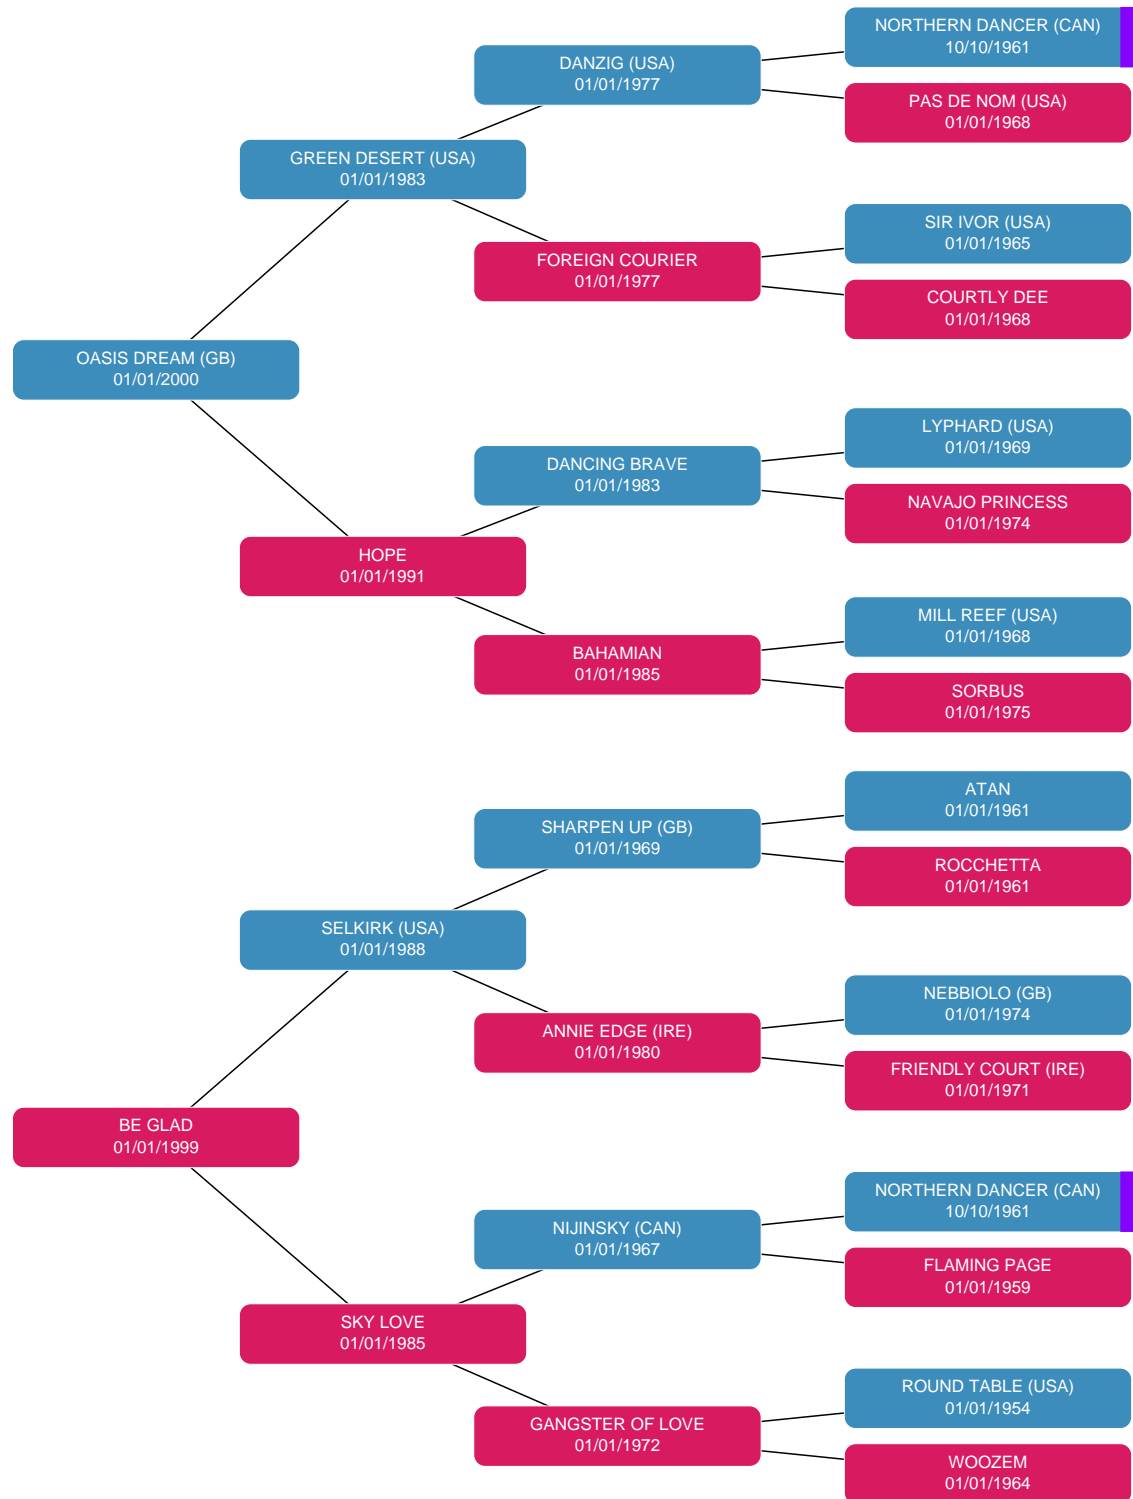 NORTHERN DANCER (CAN)
10/10/1961
DANZIG (USA)
01/01/1977
PAS DE NOM (USA)
01/01/1968
GREEN DESERT (USA)
01/01/1983
SIR IVOR (USA)
01/01/1965
FOREIGN COURIER
01/01/1977
COURTLY DEE
01/01/1968
OASIS DREAM (GB)
01/01/2000
LYPHARD (USA)
01/01/1969
DANCING BRAVE
01/01/1983
NAVAJO PRINCESS
01/01/1974
HOPE
01/01/1991
MILL REEF (USA)
01/01/1968
BAHAMIAN
01/01/1985
SORBUS
01/01/1975
ATAN
01/01/1961
SHARPEN UP (GB)
01/01/1969
ROCCHETTA
01/01/1961
SELKIRK (USA)
01/01/1988
NEBBIOLO (GB)
01/01/1974
ANNIE EDGE (IRE)
01/01/1980
FRIENDLY COURT (IRE)
01/01/1971
BE GLAD
01/01/1999
NORTHERN DANCER (CAN)
10/10/1961
NIJINSKY (CAN)
01/01/1967
FLAMING PAGE
01/01/1959
SKY LOVE
01/01/1985
ROUND TABLE (USA)
01/01/1954
GANGSTER OF LOVE
01/01/1972
WOOZEM
01/01/1964